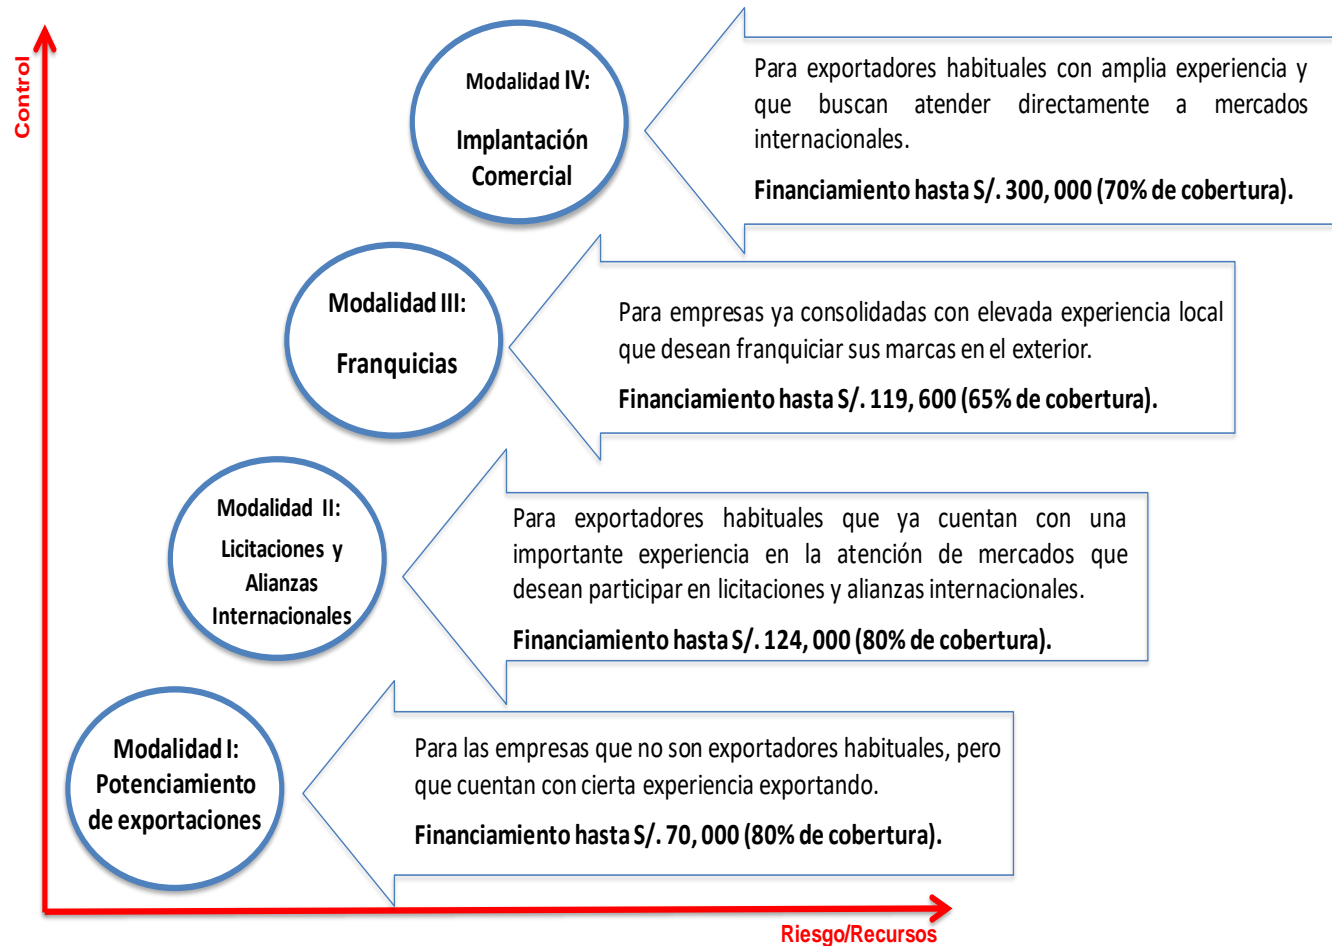 Control
Modalidad IV:
Implantación
Comercial
Para exportadores habituales con amplia experiencia y
que buscan atender directamente a mercados
internacionales.
Financiamiento hasta S/. 300, 000 (70% de cobertura).
Modalidad III:
Franquicias
Para empresas ya consolidadas con elevada experiencia local
que desean franquiciar sus marcas en el exterior.
Financiamiento hasta S/. 119, 600 (65% de cobertura).
Modalidad II:
Licitaciones y
Alianzas
Internacionales
Para exportadores habituales que ya cuentan con una
importante experiencia en la atención de mercados que
desean participar en licitaciones y alianzas internacionales.
Financiamiento hasta S/. 124, 000 (80% de cobertura).
Modalidad I:
Potenciamiento
de exportaciones
Para las empresas que no son exportadores habituales, pero
que cuentan con cierta experiencia exportando.
Financiamiento hasta S/. 70, 000 (80% de cobertura).
Riesgo/Recursos